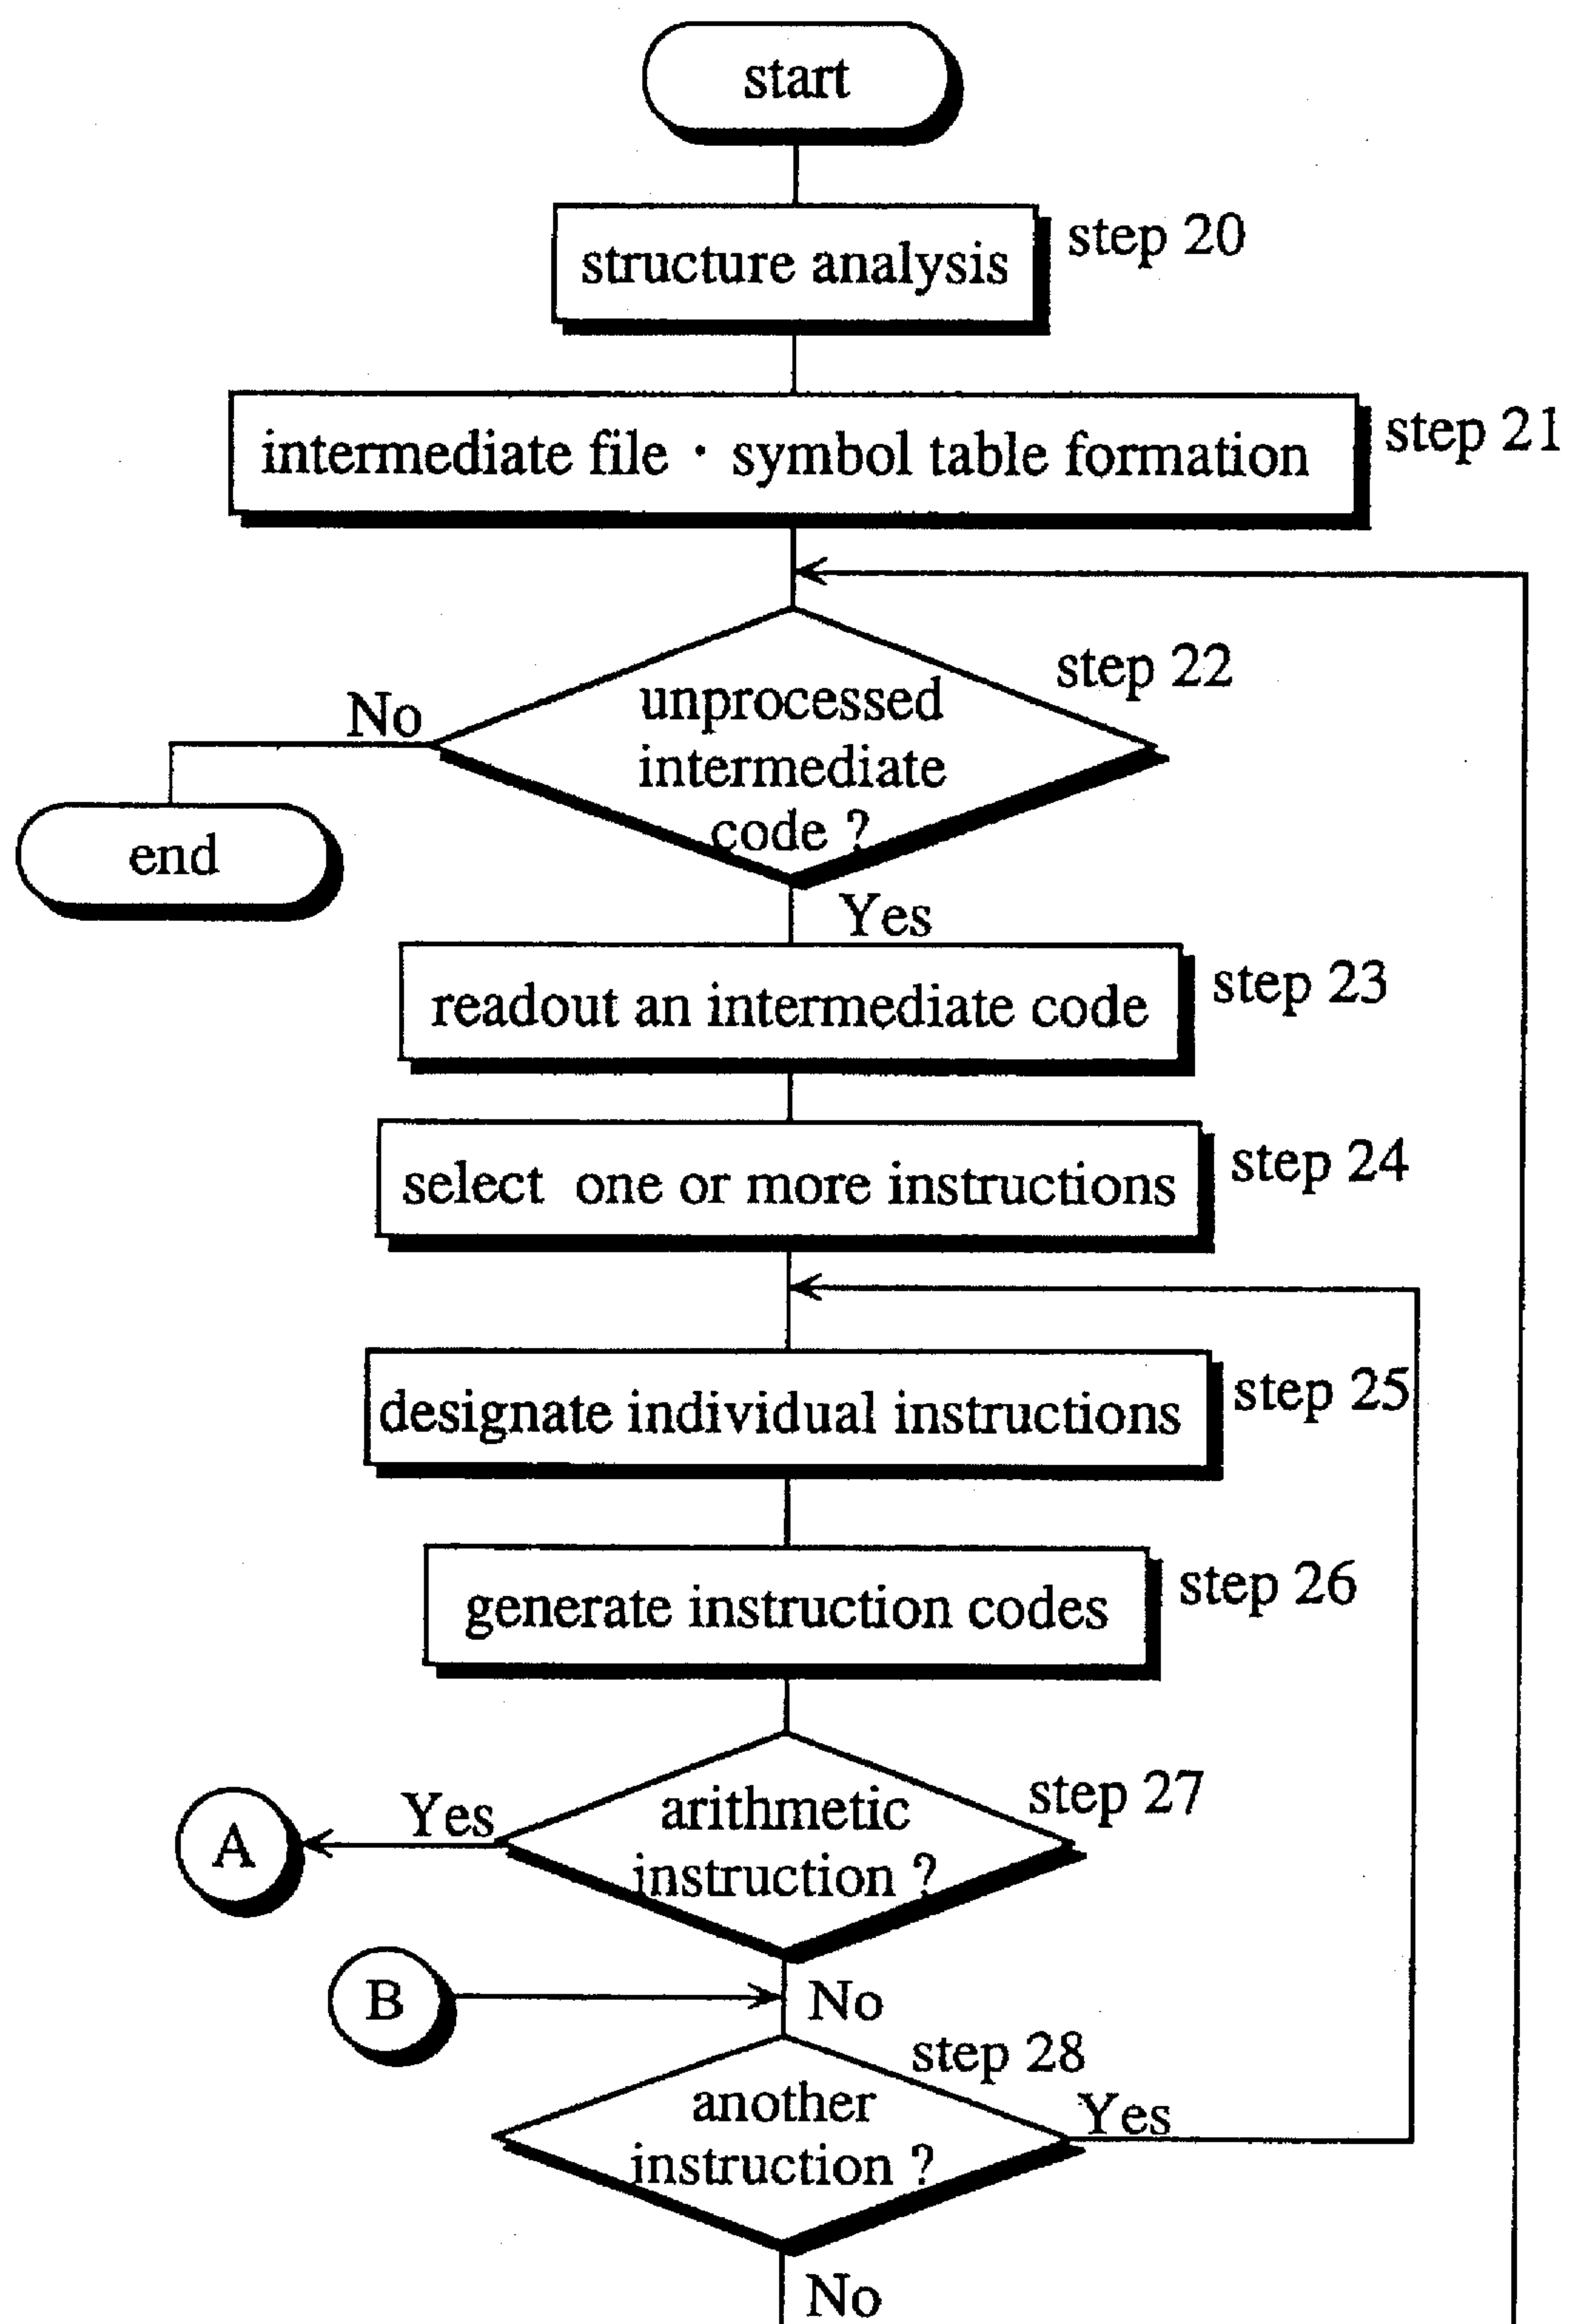 start
structure analysis
step 20
intermediate file · symbol table formation
step 21
step 22
unprocessed
intermediate
code ?
No
end
Yes
readout an intermediate code
step 23
select one or more instructions
step 24
designate individual instructions
step 25
generate instruction codes
step 26
arithmetic
instruction ?
step 27
Yes
A
B
No
step 28
another
instruction ?
Yes
No